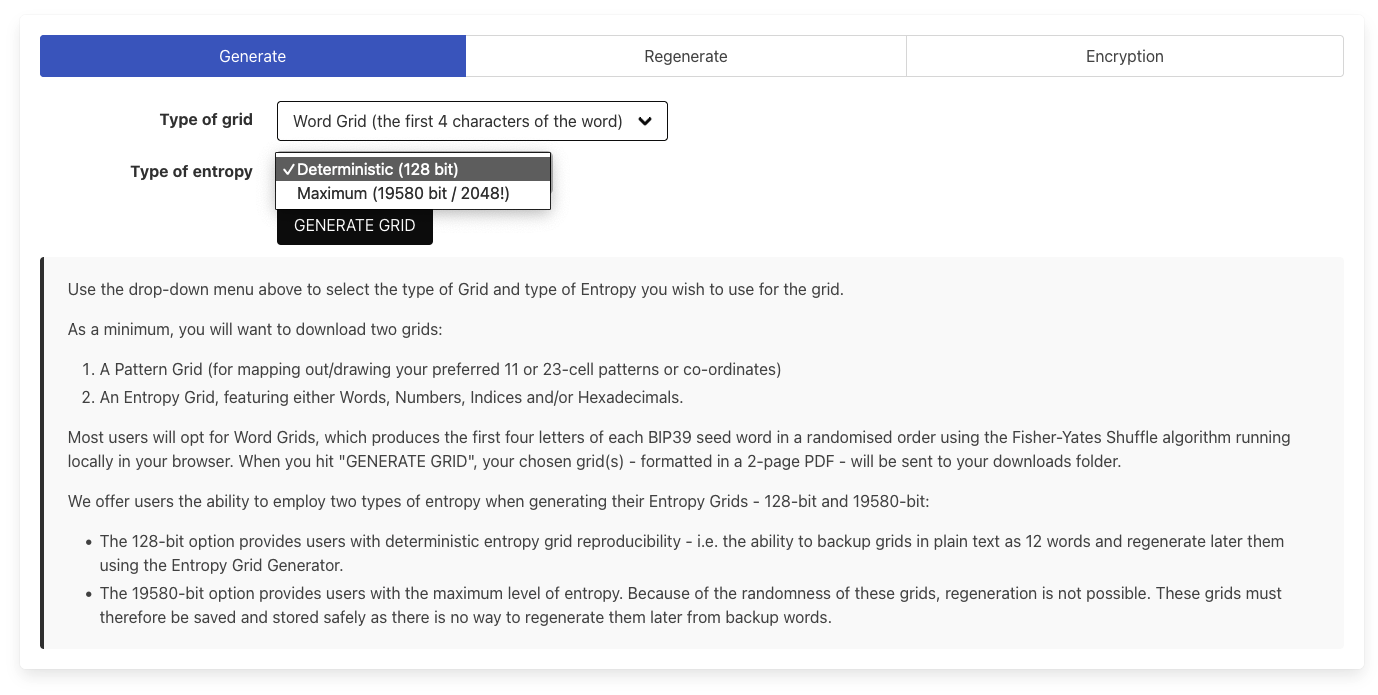 Generate
Regenerate
Encryption
Type of grid
Word Grid (the first 4 characters of the word)
Type of entropy
✓Deterministic (128 bit)
Maximum (19580 bit / 2048!)
GENERATE GRID
Use the drop-down menu above to select the type of Grid and type of Entropy you wish to use for the grid.
As a minimum, you will want to download two grids:
1. A Pattern Grid (for mapping out/drawing your preferred 11 or 23-cell patterns or co-ordinates)
2. An Entropy Grid, featuring either Words, Numbers, Indices and/or Hexadecimals.
Most users will opt for Word Grids, which produces the first four letters of each BIP39 seed word in a randomised order using the Fisher-Yates Shuffle algorithm running
locally in your browser. When you hit "GENERATE GRID", your chosen grid(s) - formatted in a 2-page PDF - will be sent to your downloads folder.
We offer users the ability to employ two types of entropy when generating their Entropy Grids - 128-bit and 19580-bit:
• The 128-bit option provides users with deterministic entropy grid reproducibility - i.e. the ability to backup grids in plain text as 12 words and regenerate later them
using the Entropy Grid Generator.
• The 19580-bit option provides users with the maximum level of entropy. Because of the randomness of these grids, regeneration is not possible. These grids must
therefore be saved and stored safely as there is no way to regenerate them later from backup words.